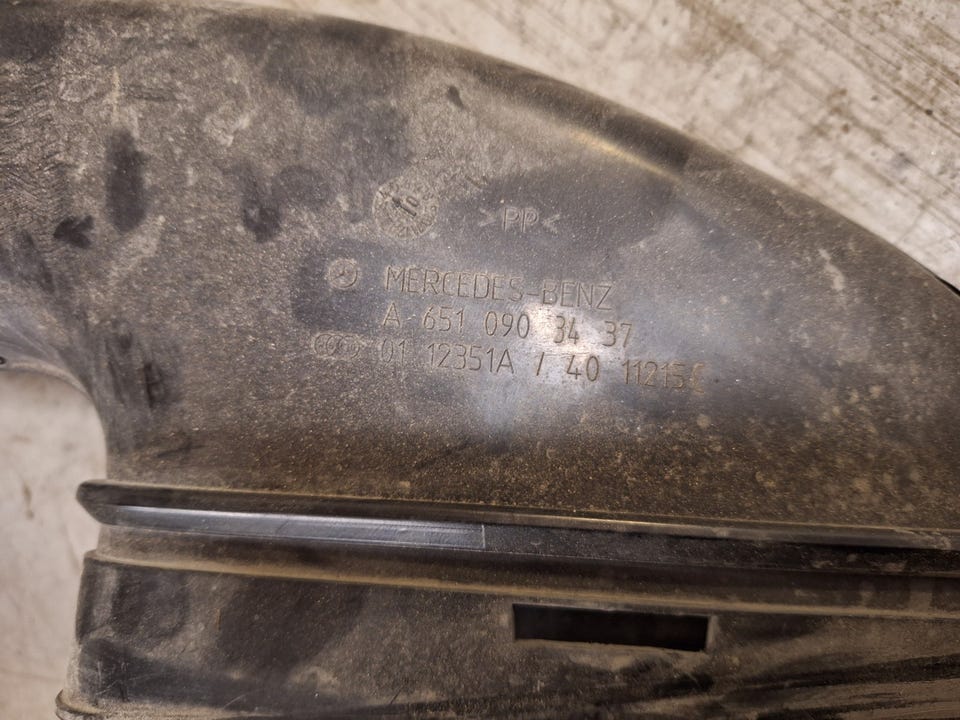 >PP<
MERCEDES-BENZ
A 651 090 34 37
01 12351A / 40 11215